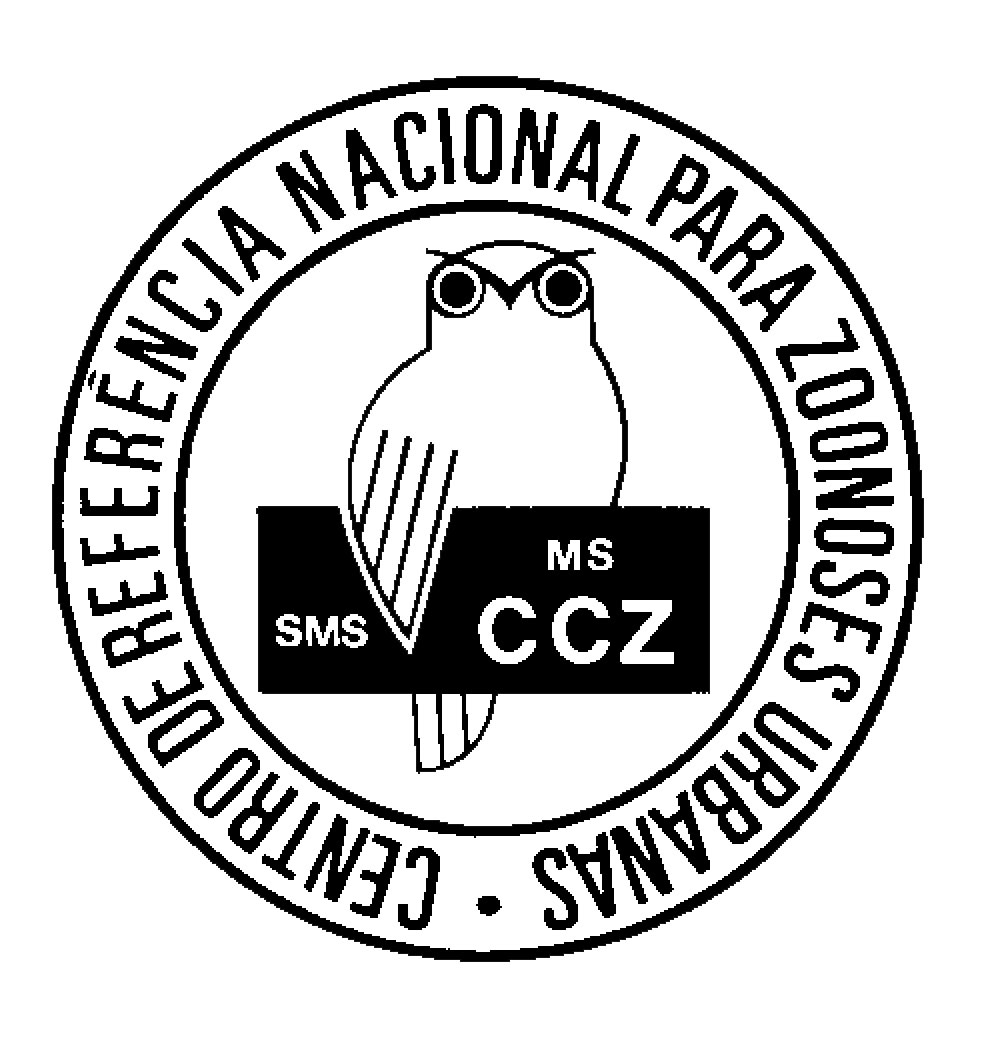 CENTRO DE REFERÊNCIA NACIONAL PARA ZOONOSES URBANAS •
MS
SMS CCZ